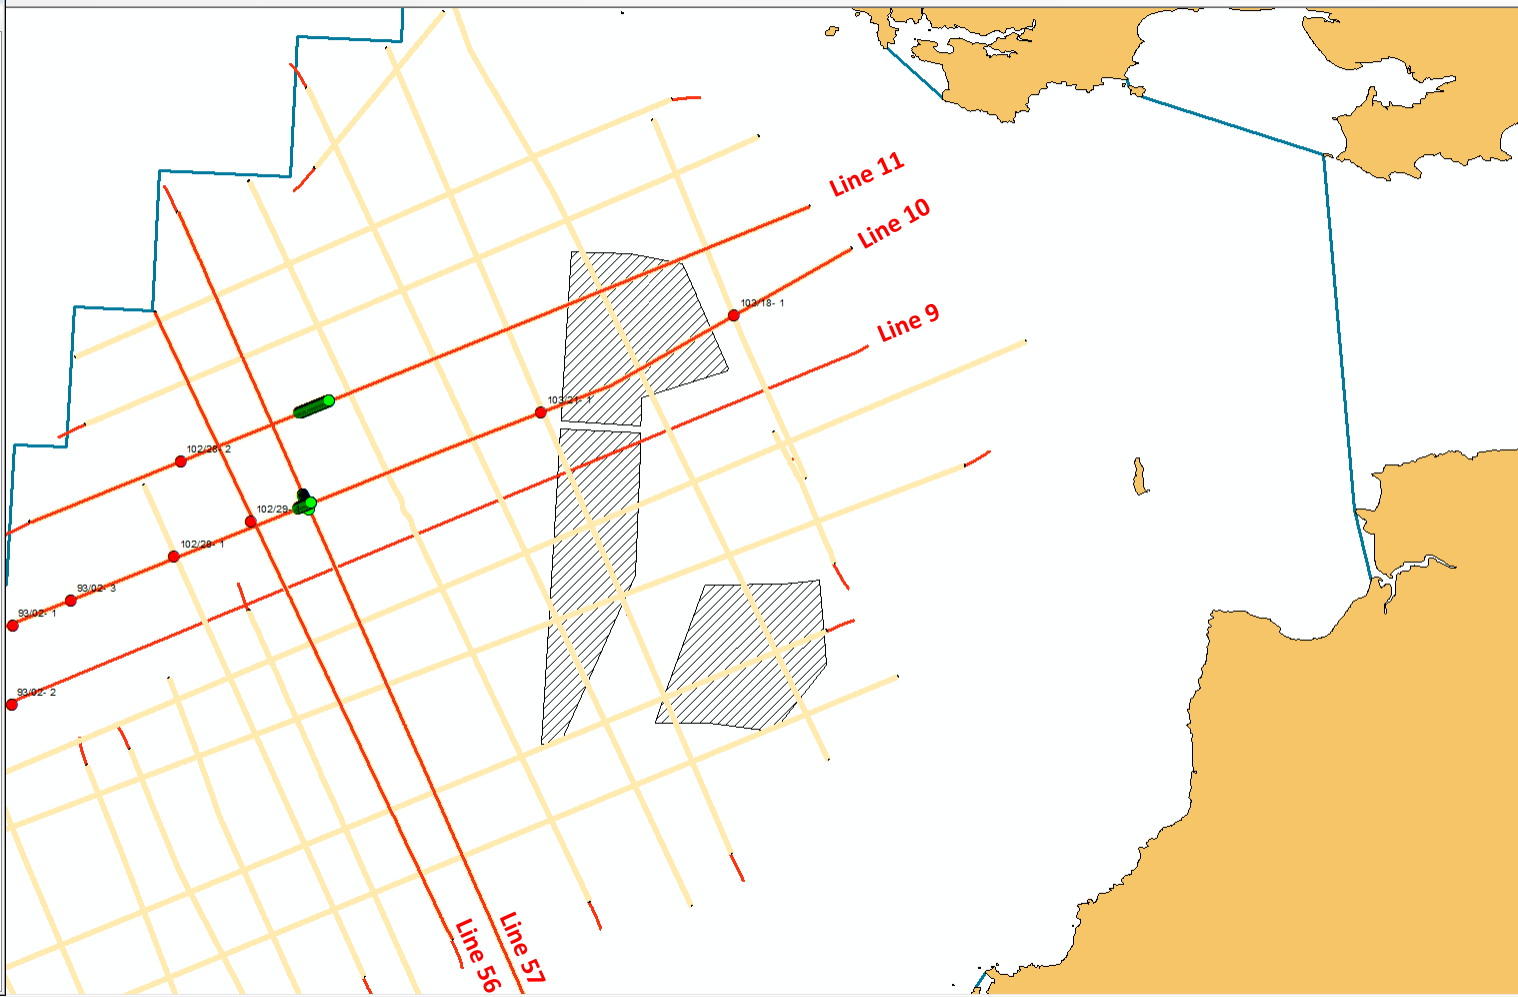 Line 11
Line 10
103/18- 1
Line 9
103/21- 1
102/28- 2
102/29-
102/28- 1
93/02- 3
93/02- 1
93/02- 2
Line 56
Line 57